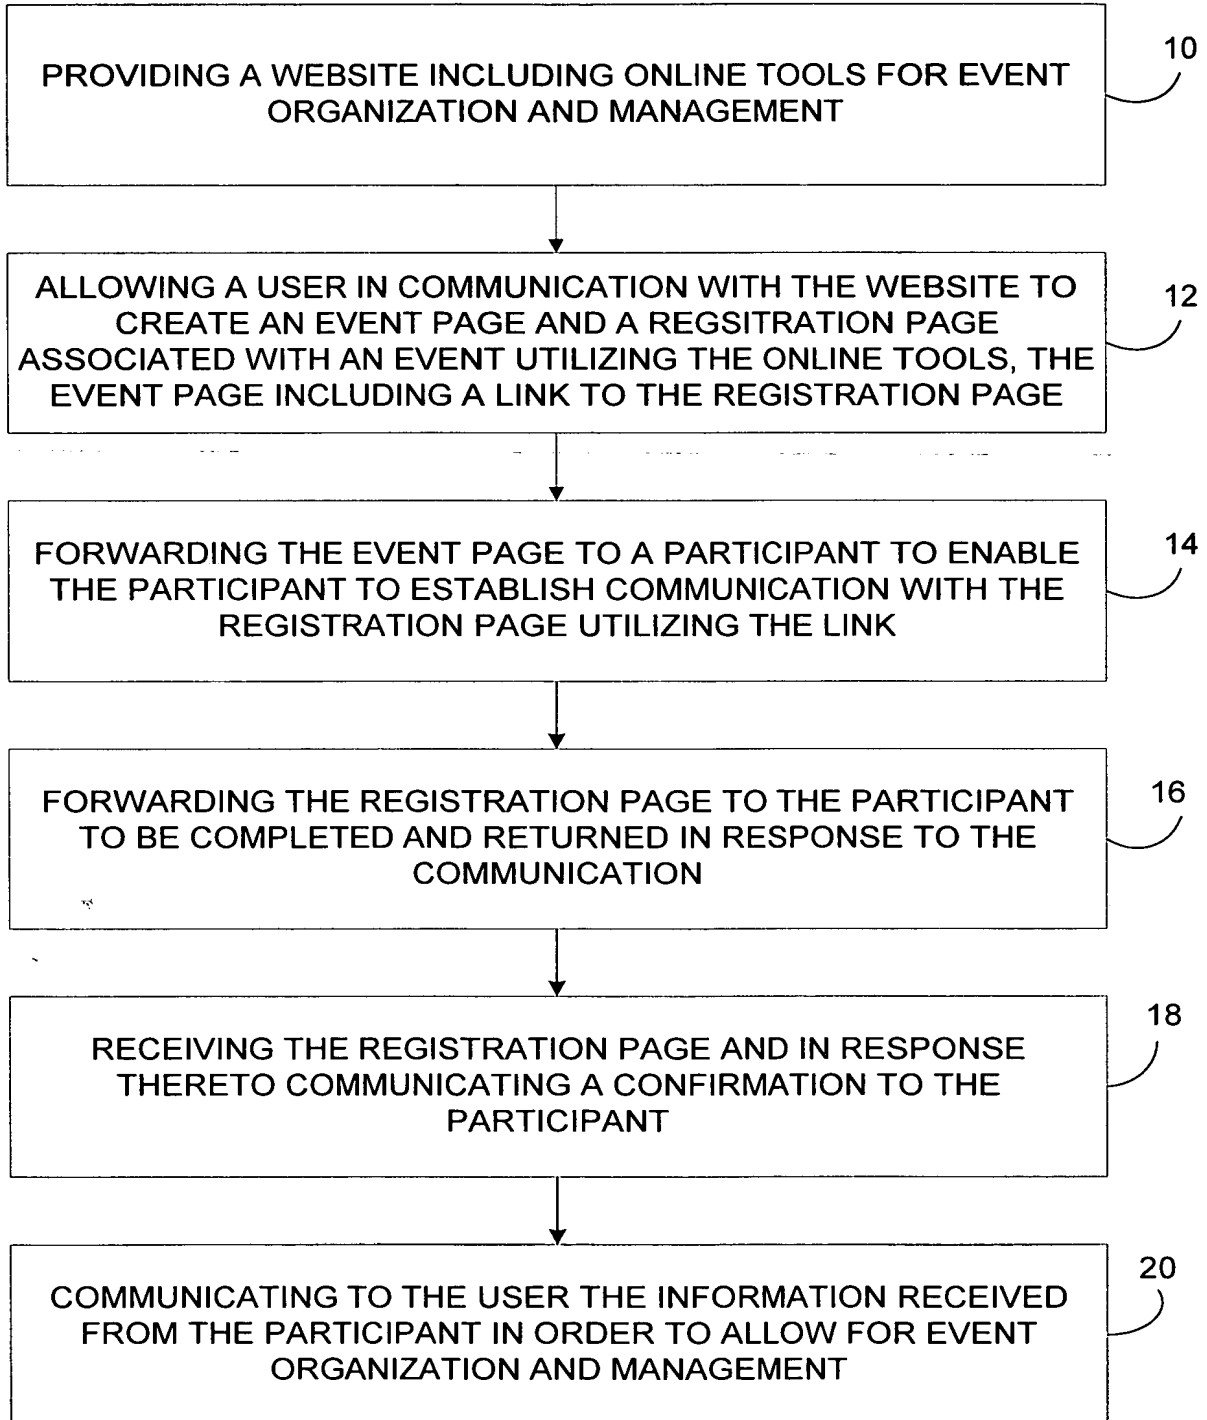 PROVIDING A WEBSITE INCLUDING ONLINE TOOLS FOR EVENT
ORGANIZATION AND MANAGEMENT
10
ALLOWING A USER IN COMMUNICATION WITH THE WEBSITE TO
CREATE AN EVENT PAGE AND A REGSITRATION PAGE
ASSOCIATED WITH AN EVENT UTILIZING THE ONLINE TOOLS, THE
EVENT PAGE INCLUDING A LINK TO THE REGISTRATION PAGE
12
FORWARDING THE EVENT PAGE TO A PARTICIPANT TO ENABLE
THE PARTICIPANT TO ESTABLISH COMMUNICATION WITH THE
REGISTRATION PAGE UTILIZING THE LINK
14
FORWARDING THE REGISTRATION PAGE TO THE PARTICIPANT
TO BE COMPLETED AND RETURNED IN RESPONSE TO THE
COMMUNICATION
16
RECEIVING THE REGISTRATION PAGE AND IN RESPONSE
THERETO COMMUNICATING A CONFIRMATION TO THE
PARTICIPANT
18
COMMUNICATING TO THE USER THE INFORMATION RECEIVED
FROM THE PARTICIPANT IN ORDER TO ALLOW FOR EVENT
ORGANIZATION AND MANAGEMENT
20